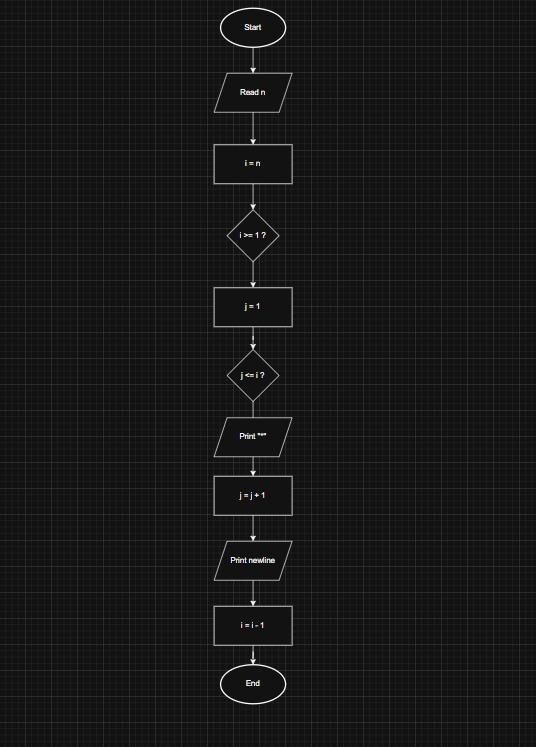 Start
Read n
i = n
i >= 1 ?
j = 1
j <= i ?
Print "*"
j = j + 1
Print newline
i = i - 1
End